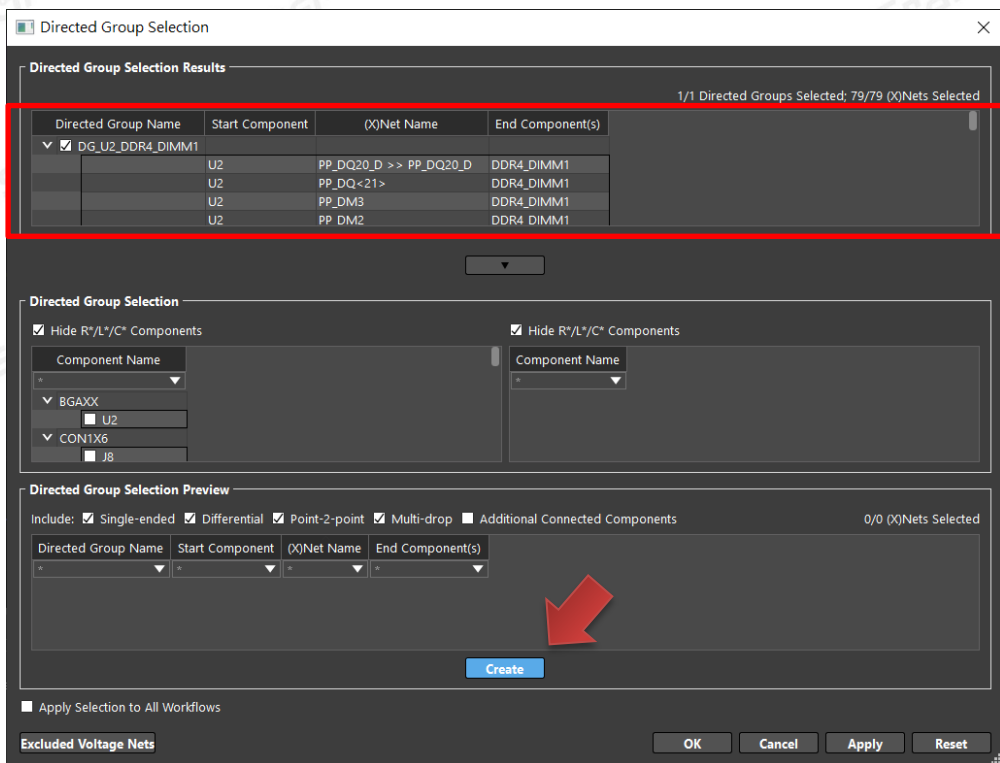 Directed Group Selection
Directed Group Selection Results
1/1 Directed Groups Selected; 79/79 (X)Nets Selected
Directed Group Name Start Component (X)Net Name End Component(s)
DG_U2_DDR4_DIMM1
U2 PP_DQ20_D >> PP_DQ20_D DDR4_DIMM1
U2 PP_DQ<21> DDR4_DIMM1
U2 PP_DM3 DDR4_DIMM1
U2 PP_DM2 DDR4_DIMM1
Directed Group Selection
Hide R*/L*/C* Components Hide R*/L*/C* Components
Component Name Component Name
* *
BGAXX
U2
CON1X6
J8
Directed Group Selection Preview
Include: Single-ended Differential Point-2-point Multi-drop Additional Connected Components 0/0 (X)Nets Selected
Directed Group Name Start Component (X)Net Name End Component(s)
* * * *
Create
Apply Selection to All Workflows
Excluded Voltage Nets OK Cancel Apply Reset